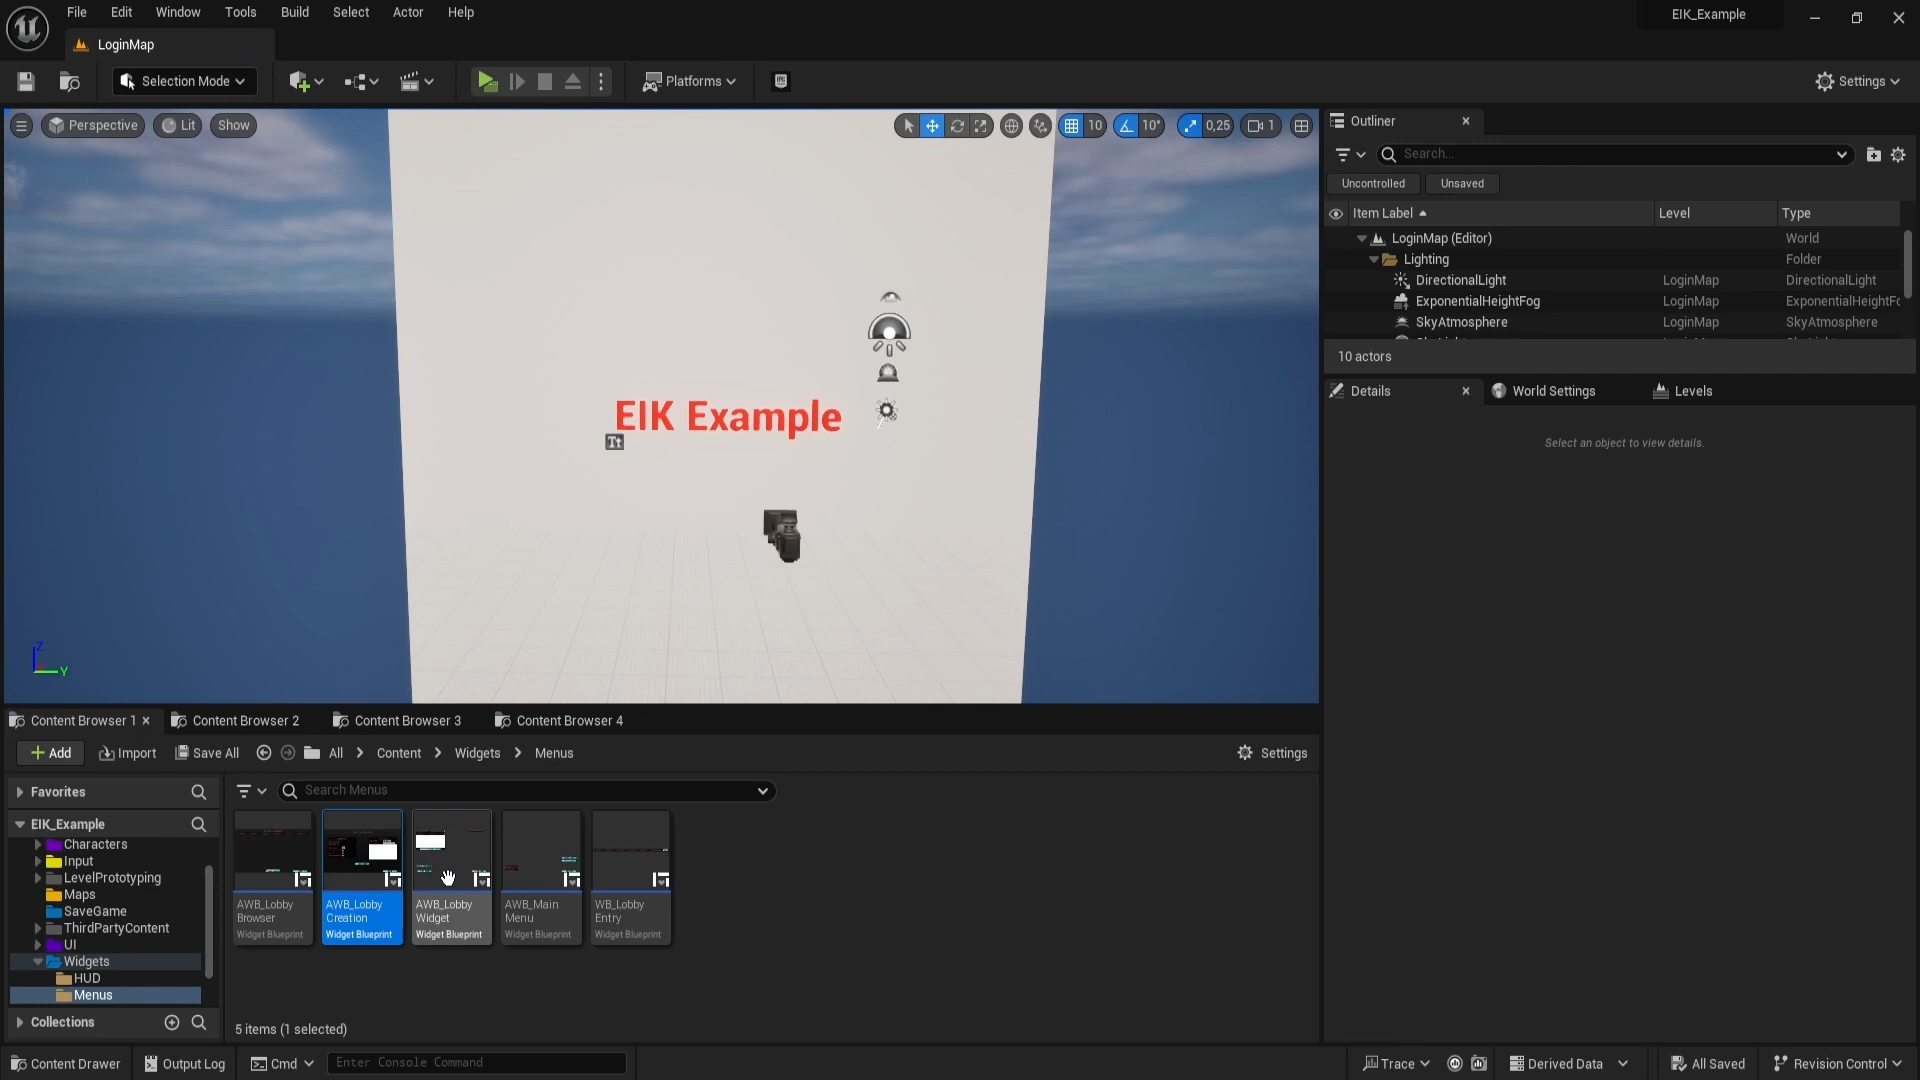 File Edit Window Tools Build Select Actor Help
EIK_Example
LoginMap
Selection Mode
Platforms
Settings
Perspective
Lit
Show
10
10°
0,25
1
EIK Example
Tt
Z
Y
Outliner
Search...
Uncontrolled
Unsaved
Item Label Level Type
LoginMap (Editor) World
Lighting Folder
DirectionalLight LoginMap DirectionalLight
ExponentialHeightFog LoginMap ExponentialHeightFo
SkyAtmosphere LoginMap SkyAtmosphere
10 actors
Details
World Settings
Levels
Select an object to view details.
Content Browser 1
Content Browser 2
Content Browser 3
Content Browser 4
Add
Import
Save All
All
Content
Widgets
Menus
Settings
Favorites
Search Menus
EIK_Example
Characters
Input
LevelPrototyping
Maps
SaveGame
ThirdPartyContent
UI
Widgets
HUD
Menus
Collections
AWB_Lobby
Browser
Widget Blueprint
AWB_Lobby
Creation
Widget Blueprint
AWB_Lobby
Widget
Widget Blueprint
AWB_Main
Menu
Widget Blueprint
WB_Lobby
Entry
Widget Blueprint
5 items (1 selected)
Content Drawer
Output Log
Cmd
Enter Console Command
Trace
Derived Data
All Saved
Revision Control